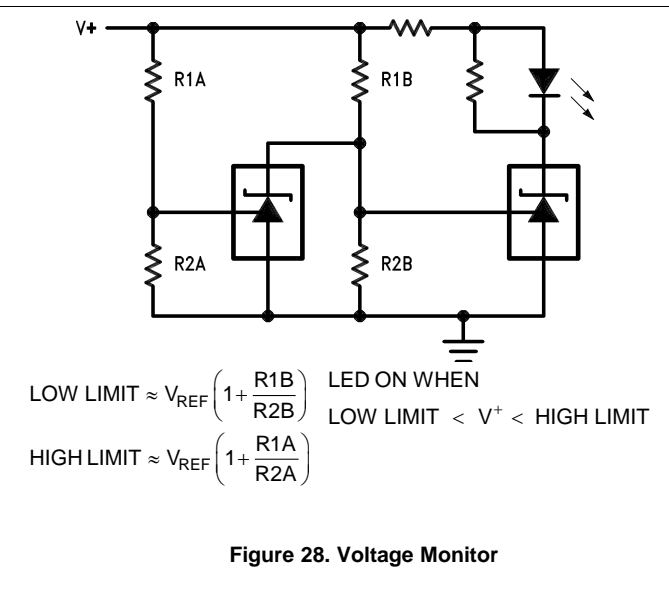 V+
R1A
R1B
R2A
R2B
LOW LIMIT ≈ V_REF (1 + R1B / R2B)
LED ON WHEN
LOW LIMIT < V⁺ < HIGH LIMIT
HIGH LIMIT ≈ V_REF (1 + R1A / R2A)
Figure 28. Voltage Monitor